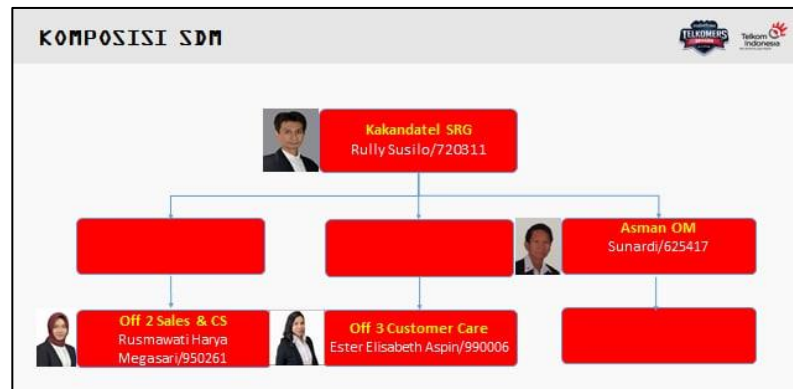 KOMPOSISI SDM
TELKOMERS
Telkom
Indonesia
Kakandatel SRG
Rully Susilo/720311
Asman OM
Sunardi/625417
Off 2 Sales & CS
Rusmawati Harya
Megasari/950261
Off 3 Customer Care
Ester Elisabeth Aspin/990006